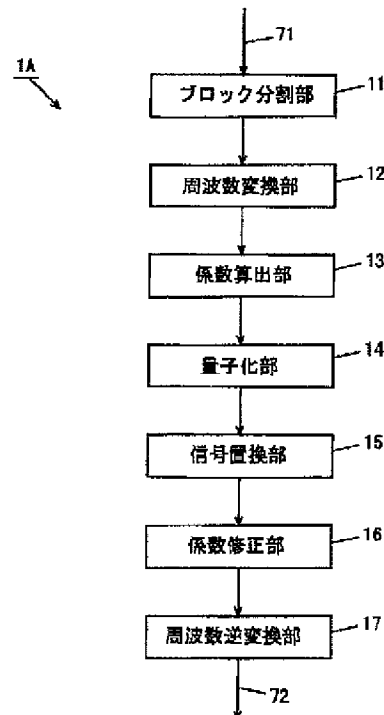 71
1A
ブロック分割部
11
周波数変換部
12
係数算出部
13
量子化部
14
信号置換部
15
係数修正部
16
周波数逆変換部
17
72